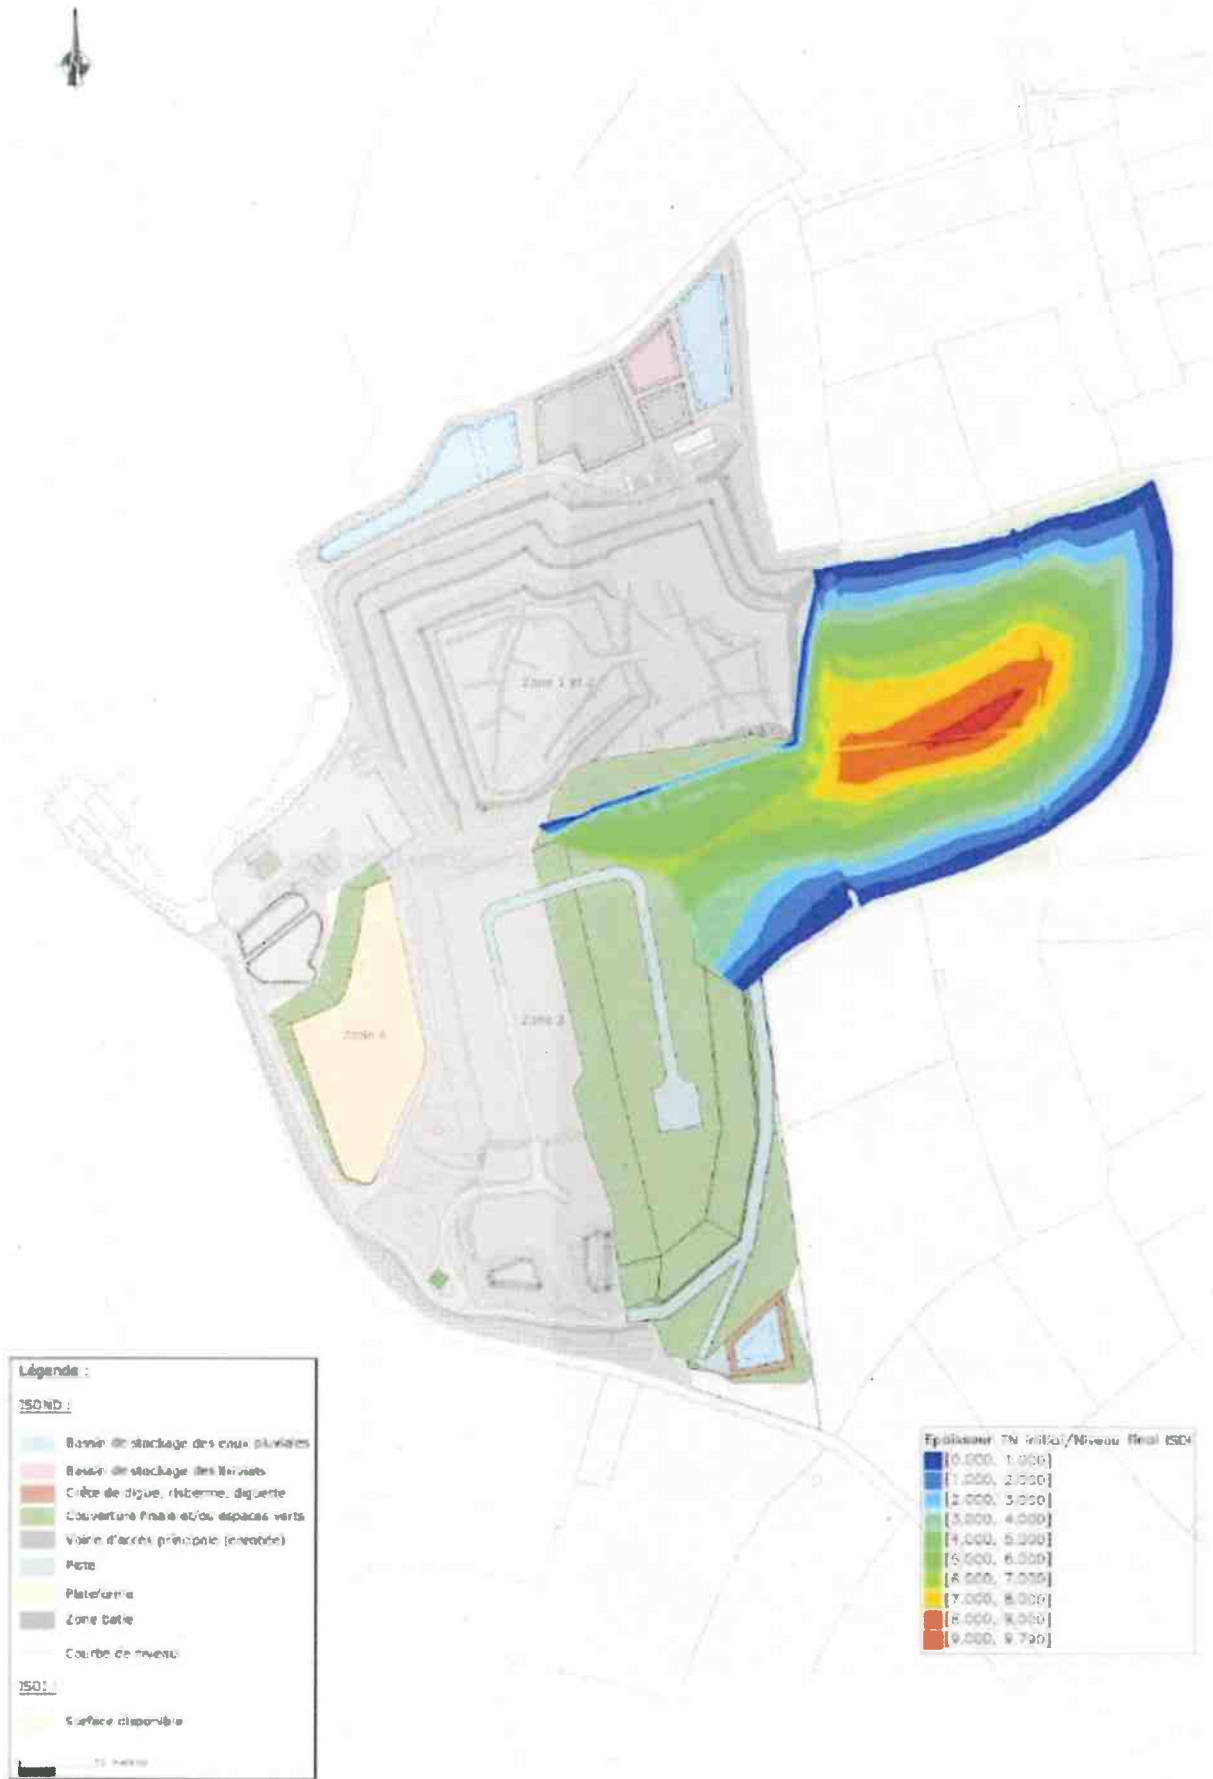 Zone 1 et 2
Zone 3
Légende :
ISDND :
Bassin de stockage des eaux pluviales
Bassin de stockage des lixiviats
Crête de digue, risberme, diguette
Couverture finale et/ou espaces verts
Voirie d'accès principale (enrobée)
Piste
Plateforme
Zone batie
Courbe de niveau
ISDI :
Surface disponible
Epaisseur TN initial/Niveau final ISDI
[0.000, 1.000]
[1.000, 2.000]
[2.000, 3.000]
[3.000, 4.000]
[4.000, 5.000]
[5.000, 6.000]
[6.000, 7.000]
[7.000, 8.000]
[8.000, 9.000]
[9.000, 9.790]